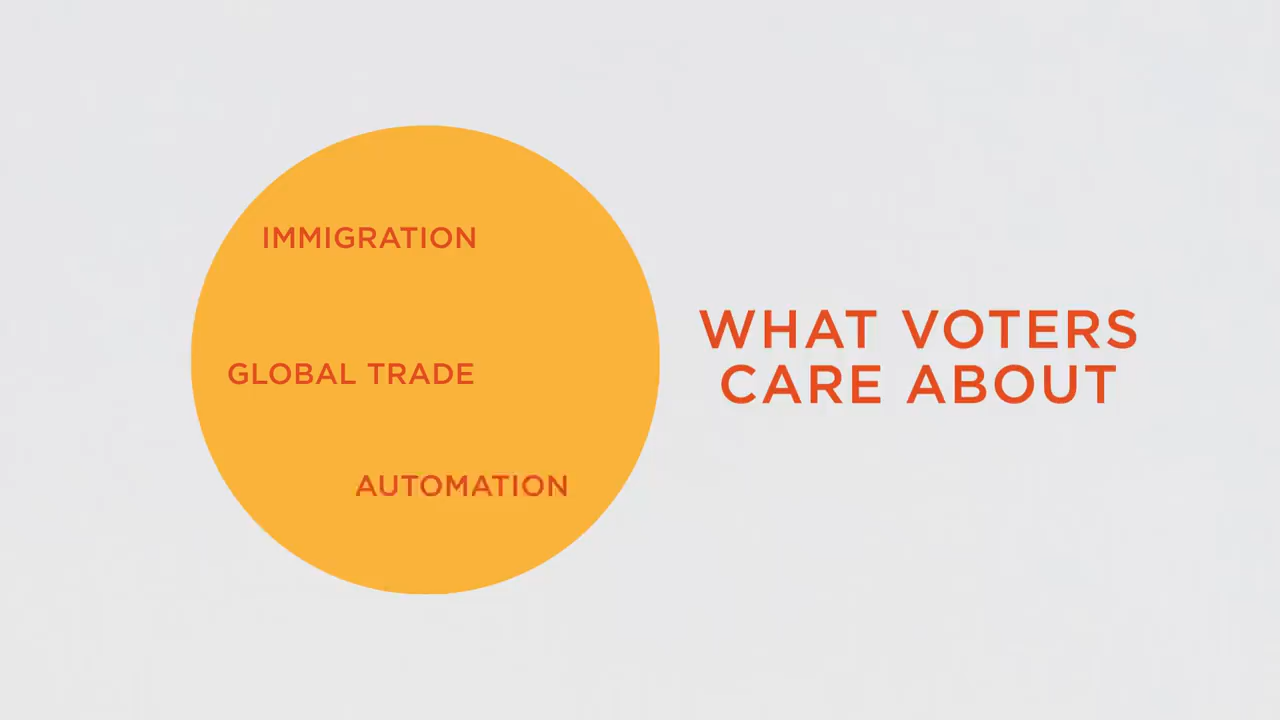 IMMIGRATION
GLOBAL TRADE
AUTOMATION
WHAT VOTERS
CARE ABOUT